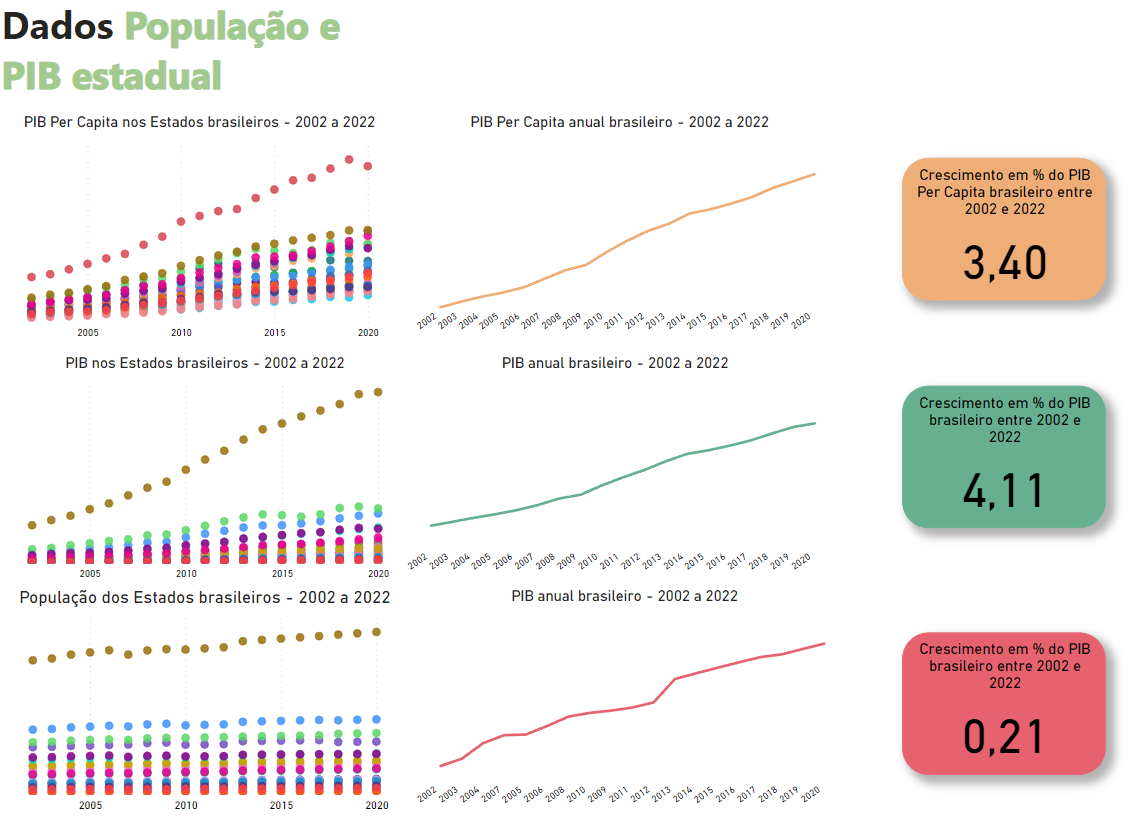 Dados População e
PIB estadual
PIB Per Capita nos Estados brasileiros - 2002 a 2022
2005 2010 2015 2020
PIB Per Capita anual brasileiro - 2002 a 2022
2002 2003 2004 2005 2006 2007 2008 2009 2010 2011 2012 2013 2014 2015 2016 2017 2018 2019 2020
Crescimento em % do PIB
Per Capita brasileiro entre
2002 e 2022
3,40
PIB nos Estados brasileiros - 2002 a 2022
2005 2010 2015 2020
PIB anual brasileiro - 2002 a 2022
2002 2003 2004 2005 2006 2007 2008 2009 2010 2011 2012 2013 2014 2015 2016 2017 2018 2019 2020
Crescimento em % do PIB
brasileiro entre 2002 e
2022
4,11
População dos Estados brasileiros - 2002 a 2022
2005 2010 2015 2020
PIB anual brasileiro - 2002 a 2022
2002 2003 2004 2007 2005 2006 2008 2010 2009 2011 2012 2013 2014 2015 2016 2017 2018 2019 2020
Crescimento em % do PIB
brasileiro entre 2002 e
2022
0,21